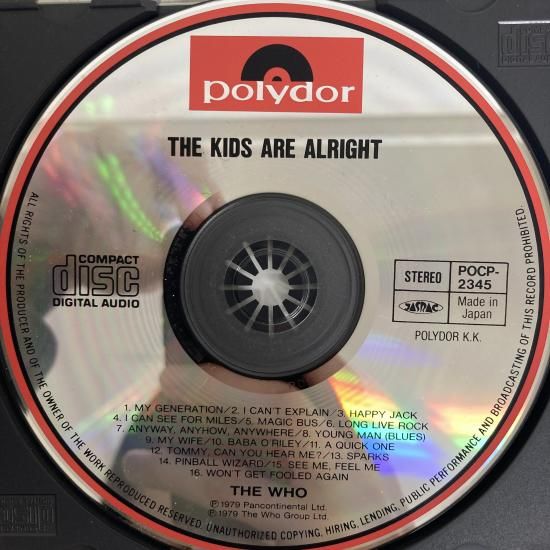 polydor
THE KIDS ARE ALRIGHT
COMPACT
disc
DIGITAL AUDIO
STEREO
POCP-
2345
JASRAC
Made in
Japan
POLYDOR K.K.
1. MY GENERATION/2. I CAN'T EXPLAIN/3. HAPPY JACK
4. I CAN SEE FOR MILES/5. MAGIC BUS/6. LONG LIVE ROCK
7. ANYWAY, ANYHOW, ANYWHERE/8. YOUNG MAN (BLUES)
9. MY WIFE/10. BABA O'RILEY/11. A QUICK ONE
12. TOMMY, CAN YOU HEAR ME?/13. SPARKS
14. PINBALL WIZARD/15. SEE ME, FEEL ME
16. WON'T GET FOOLED AGAIN
THE WHO
Ⓟ1979 Pancontinental Ltd.
Ⓟ1979 The Who Group Ltd.
ALL RIGHTS OF THE PRODUCER AND OF THE OWNER OF THE WORK REPRODUCED RESERVED. UNAUTHORIZED COPYING, HIRING, LENDING, PUBLIC PERFORMANCE AND BROADCASTING OF THIS RECORD PROHIBITED.